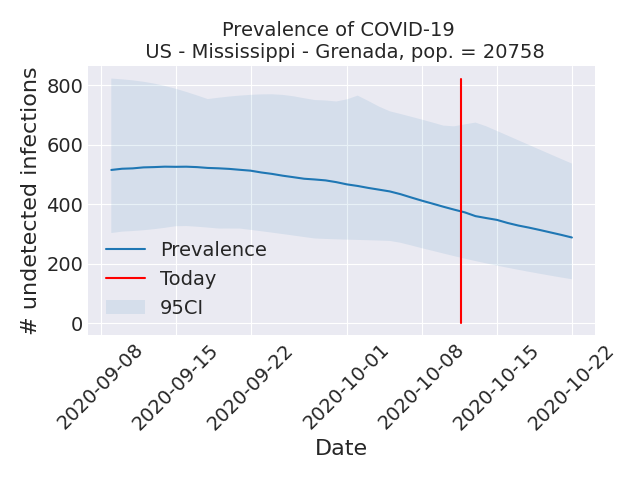 Prevalence of COVID-19
US - Mississippi - Grenada, pop. = 20758
# undetected infections
800
600
400
200
0
Prevalence
Today
95CI
2020-09-08
2020-09-15
2020-09-22
2020-10-01
2020-10-08
2020-10-15
2020-10-22
Date